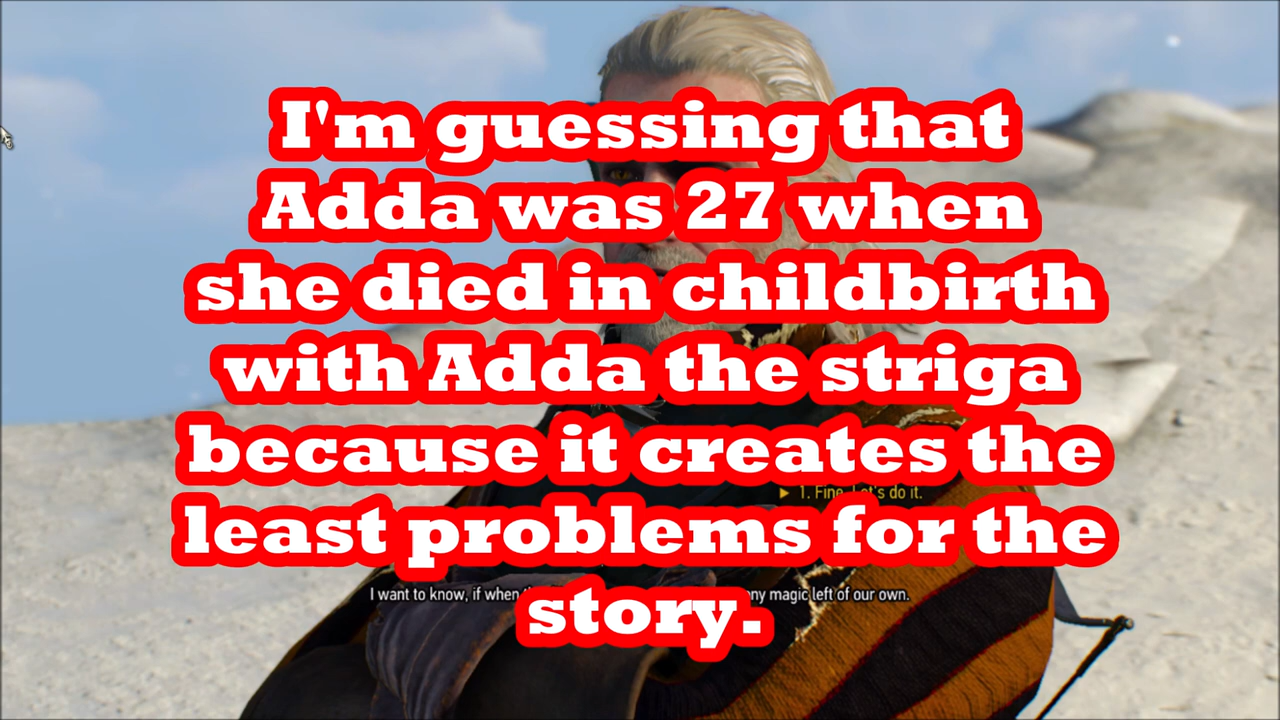 I'm guessing that
Adda was 27 when
she died in childbirth
with Adda the striga
because it creates the
1. Fine. Let's do it.
least problems for the
I want to know, if when magic left of our own.
story.